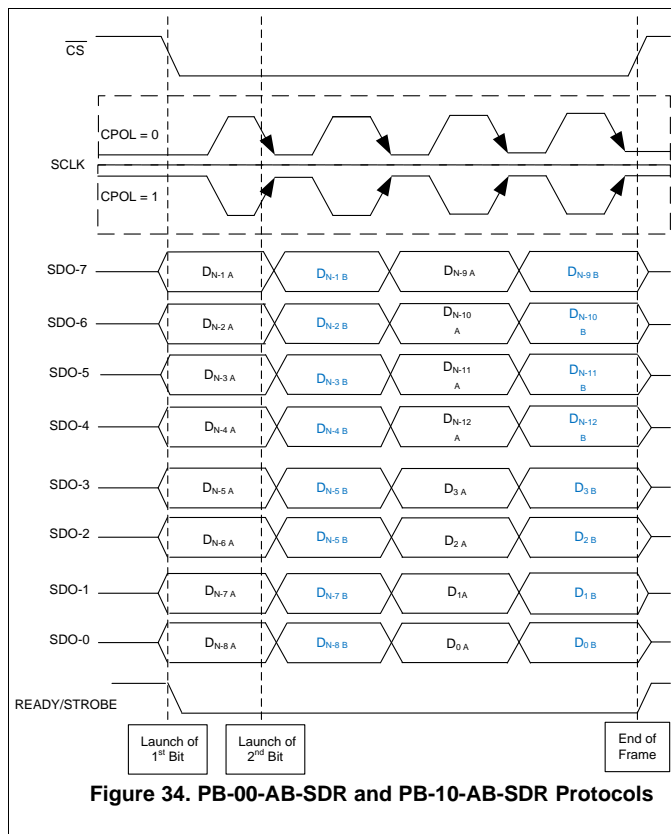 CS
CPOL = 0
SCLK
CPOL = 1
SDO-7 DN-1 A DN-1 B DN-9 A DN-9 B
SDO-6 DN-2 A DN-2 B DN-10 A DN-10 B
SDO-5 DN-3 A DN-3 B DN-11 A DN-11 B
SDO-4 DN-4 A DN-4 B DN-12 A DN-12 B
SDO-3 DN-5 A DN-5 B D3 A D3 B
SDO-2 DN-6 A DN-5 B D2 A D2 B
SDO-1 DN-7 A DN-7 B D1A D1 B
SDO-0 DN-8 A DN-8 B D0 A D0 B
READY/STROBE
Launch of
1st Bit
Launch of
2nd Bit
End of
Frame
Figure 34. PB-00-AB-SDR and PB-10-AB-SDR Protocols